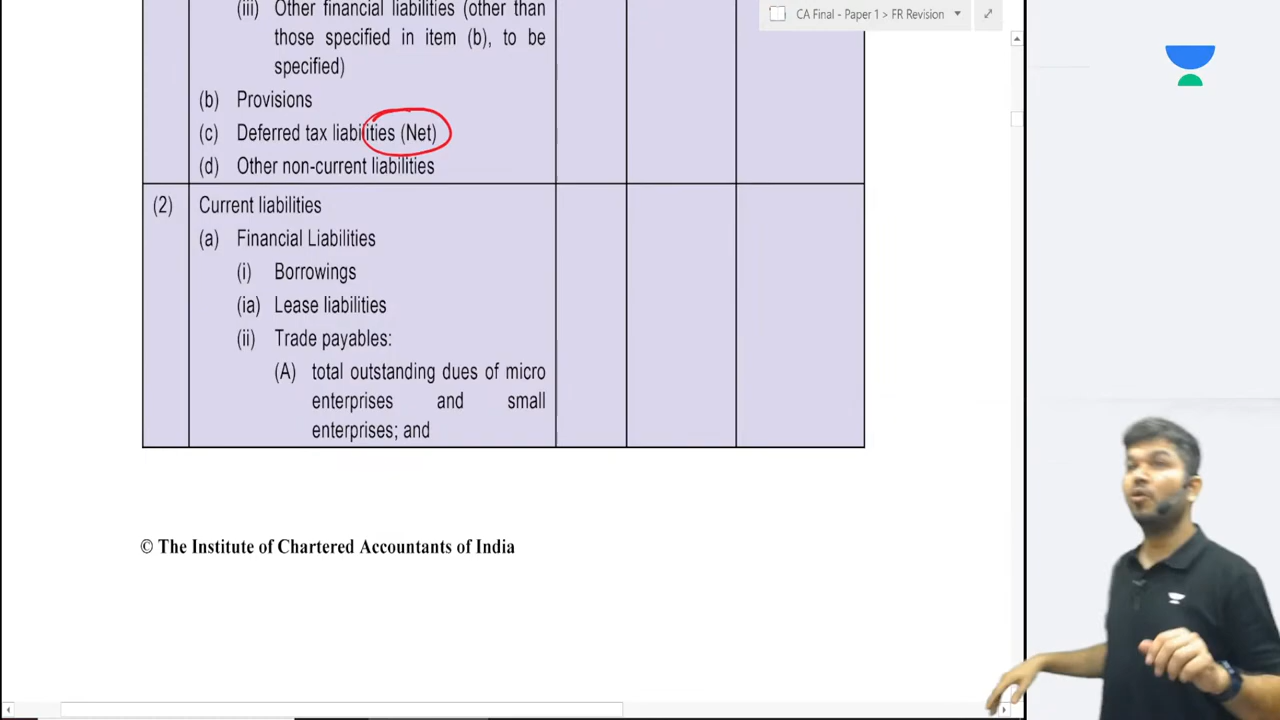 (iii) Other financial liabilities (other than
those specified in item (b), to be
specified)
(b) Provisions
(c) Deferred tax liabilities (Net)
(d) Other non-current liabilities
(2) Current liabilities
(a) Financial Liabilities
(i) Borrowings
(ia) Lease liabilities
(ii) Trade payables:
(A) total outstanding dues of micro
enterprises and small
enterprises; and
© The Institute of Chartered Accountants of India
CA Final - Paper 1 > FR Revision